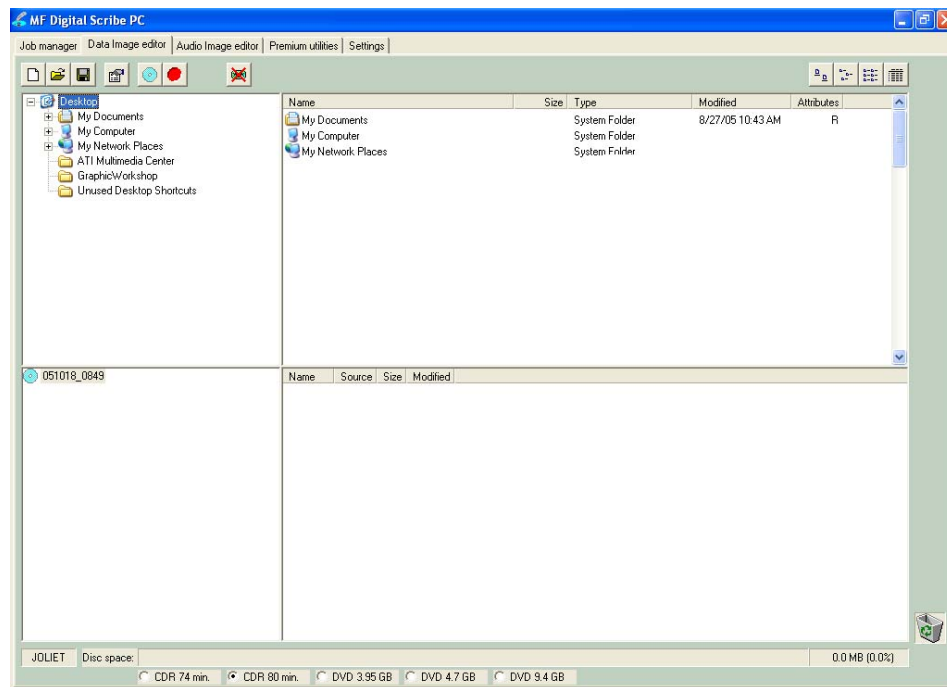 MF Digital Scribe PC
Job manager Data Image editor Audio Image editor Premium utilities Settings
Desktop
My Documents
My Computer
My Network Places
ATI Multimedia Center
GraphicWorkshop
Unused Desktop Shortcuts
Name Size Type Modified Attributes
My Documents System Folder 8/27/05 10:43 AM R
My Computer System Folder
My Network Places System Folder
051018_0849
Name Source Size Modified
JOLIET Disc space: 0.0 MB (0.0%)
CDR 74 min. CDR 80 min. DVD 3.95 GB DVD 4.7 GB DVD 9.4 GB